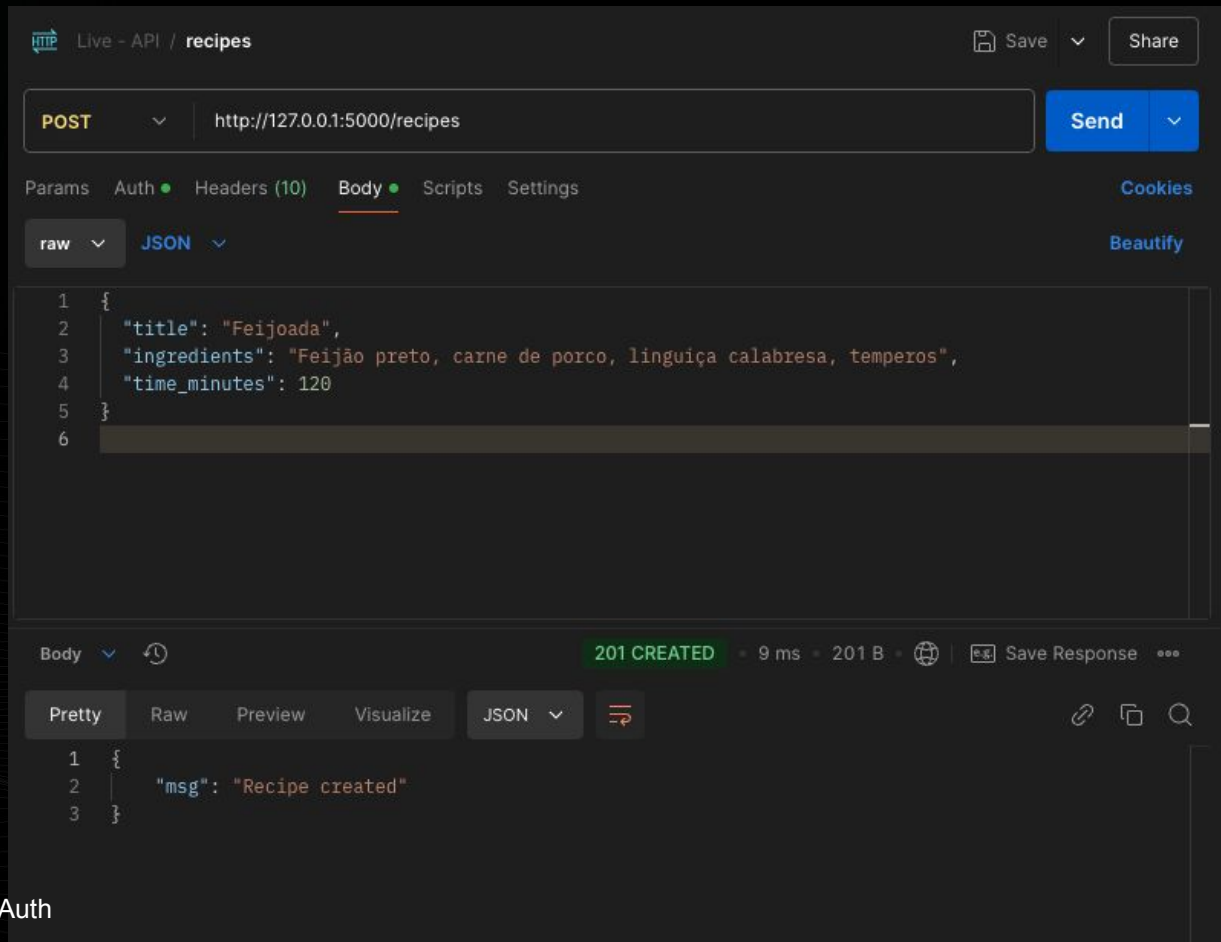 HTTP Live - API / recipes Save Share
POST http://127.0.0.1:5000/recipes Send
Params Auth Headers (10) Body Scripts Settings Cookies
raw JSON Beautify
1 {
2 "title": "Feijoada",
3 "ingredients": "Feijão preto, carne de porco, linguiça calabresa, temperos",
4 "time_minutes": 120
5 }
6
Body 201 CREATED 9 ms 201 B e.g. Save Response
Pretty Raw Preview Visualize JSON
1 {
2 "msg": "Recipe created"
3 }
Auth